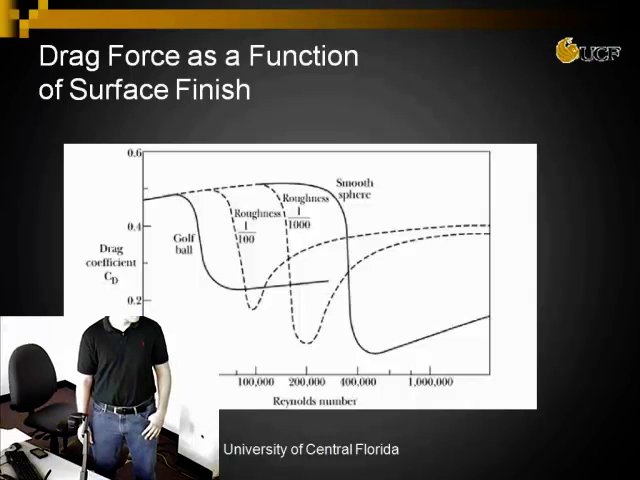 Drag Force as a Function
of Surface Finish
UCF
0.6
Smooth
sphere
Roughness
1
1000
Roughness
1
100
0.4
Golf
ball
Drag
coefficient
C_D
0.2
100,000
200,000
400,000
1,000,000
Reynolds number
University of Central Florida